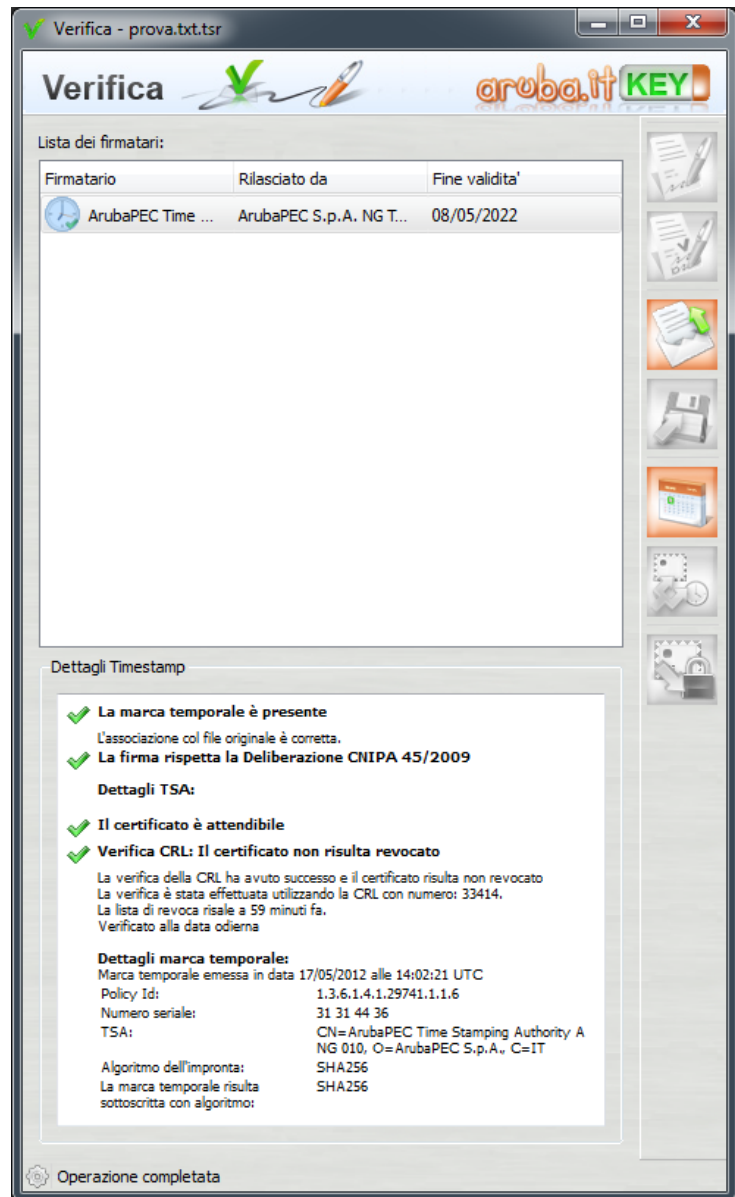 Verifica - prova.txt.tsr
Verifica
aruba.it KEY
Lista dei firmatari:
Firmatario Rilasciato da Fine validita'
ArubaPEC Time ... ArubaPEC S.p.A. NG T... 08/05/2022
Dettagli Timestamp
La marca temporale è presente
L'associazione col file originale è corretta.
La firma rispetta la Deliberazione CNIPA 45/2009
Dettagli TSA:
Il certificato è attendibile
Verifica CRL: Il certificato non risulta revocato
La verifica della CRL ha avuto successo e il certificato risulta non revocato
La verifica è stata effettuata utilizzando la CRL con numero: 33414.
La lista di revoca risale a 59 minuti fa.
Verificato alla data odierna
Dettagli marca temporale:
Marca temporale emessa in data 17/05/2012 alle 14:02:21 UTC
Policy Id: 1.3.6.1.4.1.29741.1.1.6
Numero seriale: 31 31 44 36
TSA: CN=ArubaPEC Time Stamping Authority A
NG 010, O=ArubaPEC S.p.A., C=IT
Algoritmo dell'impronta: SHA256
La marca temporale risulta SHA256
sottoscritta con algoritmo:
Operazione completata